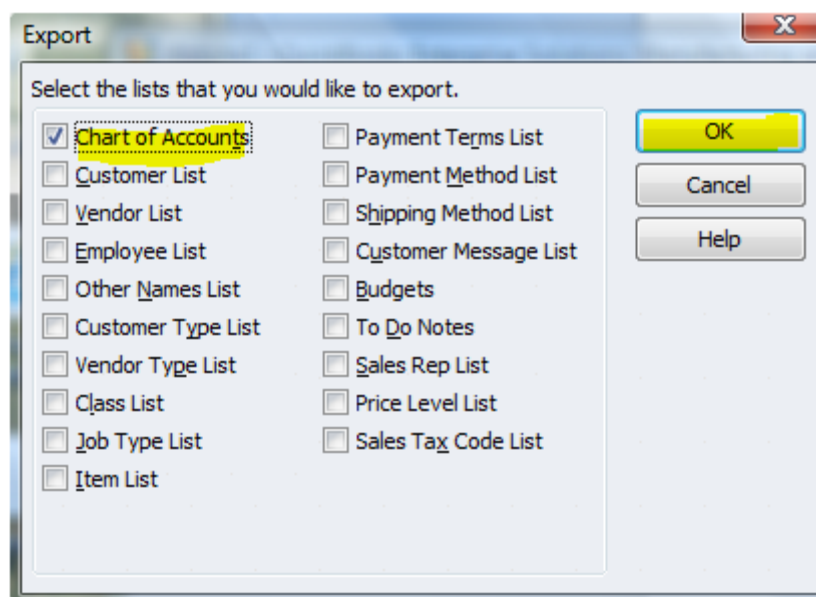 Export
Select the lists that you would like to export.
Chart of Accounts
Customer List
Vendor List
Employee List
Other Names List
Customer Type List
Vendor Type List
Class List
Job Type List
Item List
Payment Terms List
Payment Method List
Shipping Method List
Customer Message List
Budgets
To Do Notes
Sales Rep List
Price Level List
Sales Tax Code List
OK
Cancel
Help